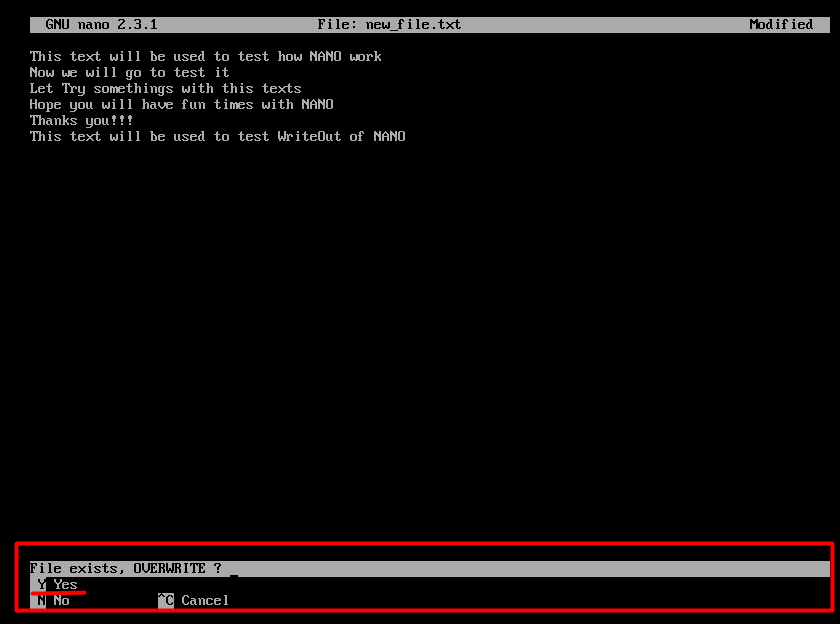 GNU nano 2.3.1 File: new_file.txt Modified
This text will be used to test how NANO work
Now we will go to test it
Let Try somethings with this texts
Hope you will have fun times with NANO
Thanks you!!!
This text will be used to test WriteOut of NANO
File exists, OVERWRITE ?
Y Yes
N No ^C Cancel